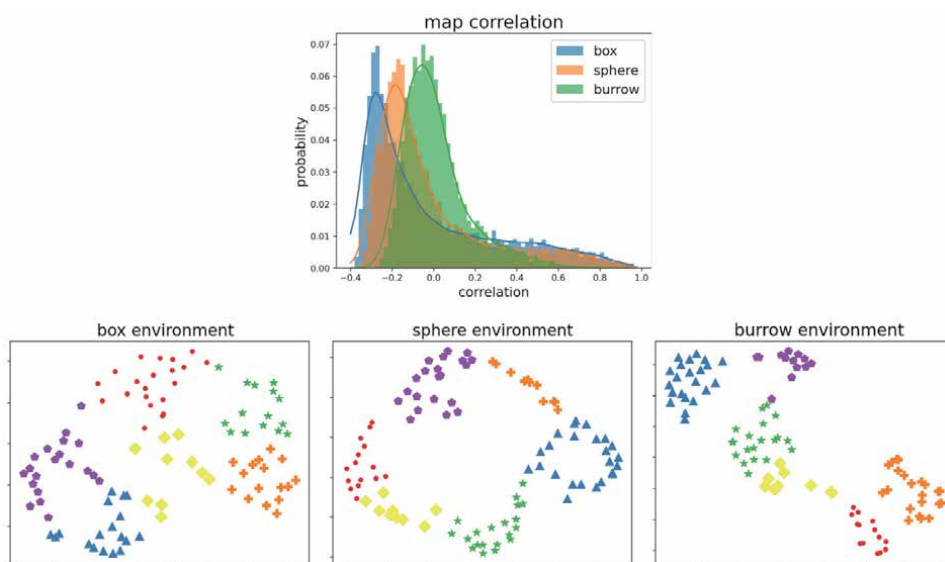 map correlation
0.07
0.06
0.05
0.04
0.03
0.02
0.01
0.00
probability
box
sphere
burrow
−0.4 −0.2 0.0 0.2 0.4 0.6 0.8 1.0
correlation
box environment sphere environment burrow environment